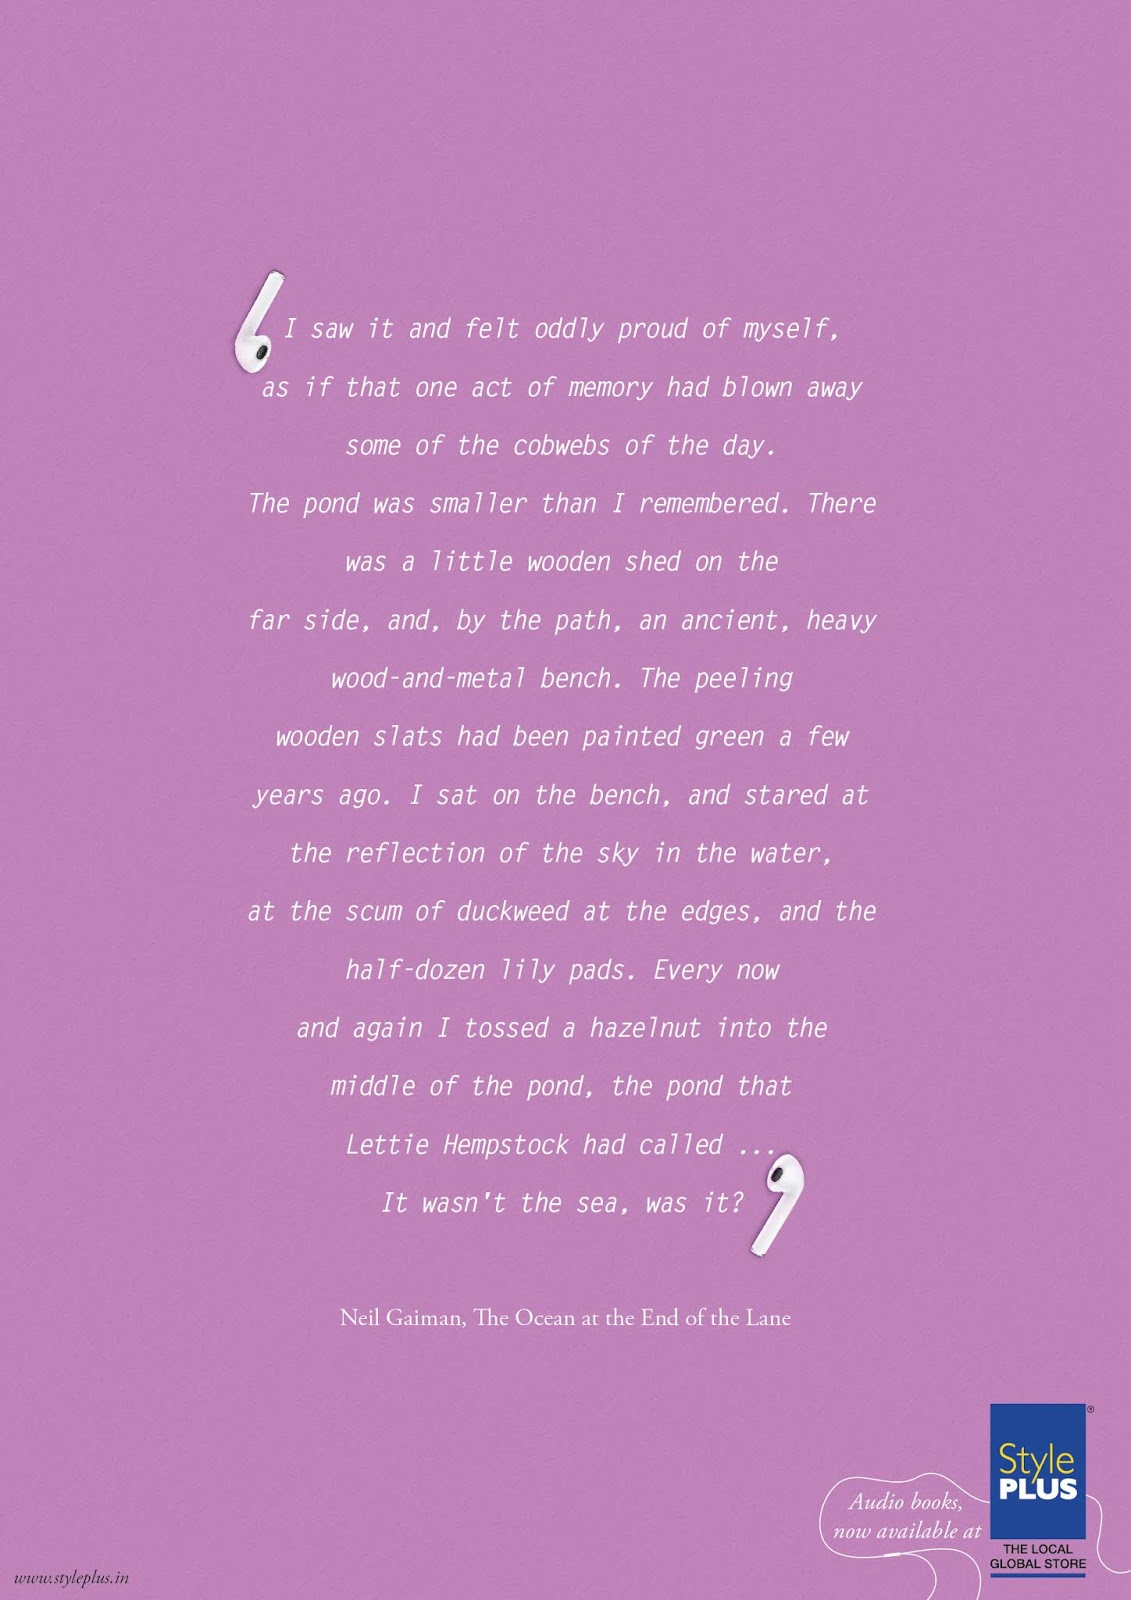 I saw it and felt oddly proud of myself,
as if that one act of memory had blown away
some of the cobwebs of the day.
The pond was smaller than I remembered. There
was a little wooden shed on the
far side, and, by the path, an ancient, heavy
wood-and-metal bench. The peeling
wooden slats had been painted green a few
years ago. I sat on the bench, and stared at
the reflection of the sky in the water,
at the scum of duckweed at the edges, and the
half-dozen lily pads. Every now
and again I tossed a hazelnut into the
middle of the pond, the pond that
Lettie Hempstock had called ...
It wasn't the sea, was it?
Neil Gaiman, The Ocean at the End of the Lane
Audio books,
now available at
Style
PLUS
®
THE LOCAL
GLOBAL STORE
www.styleplus.in